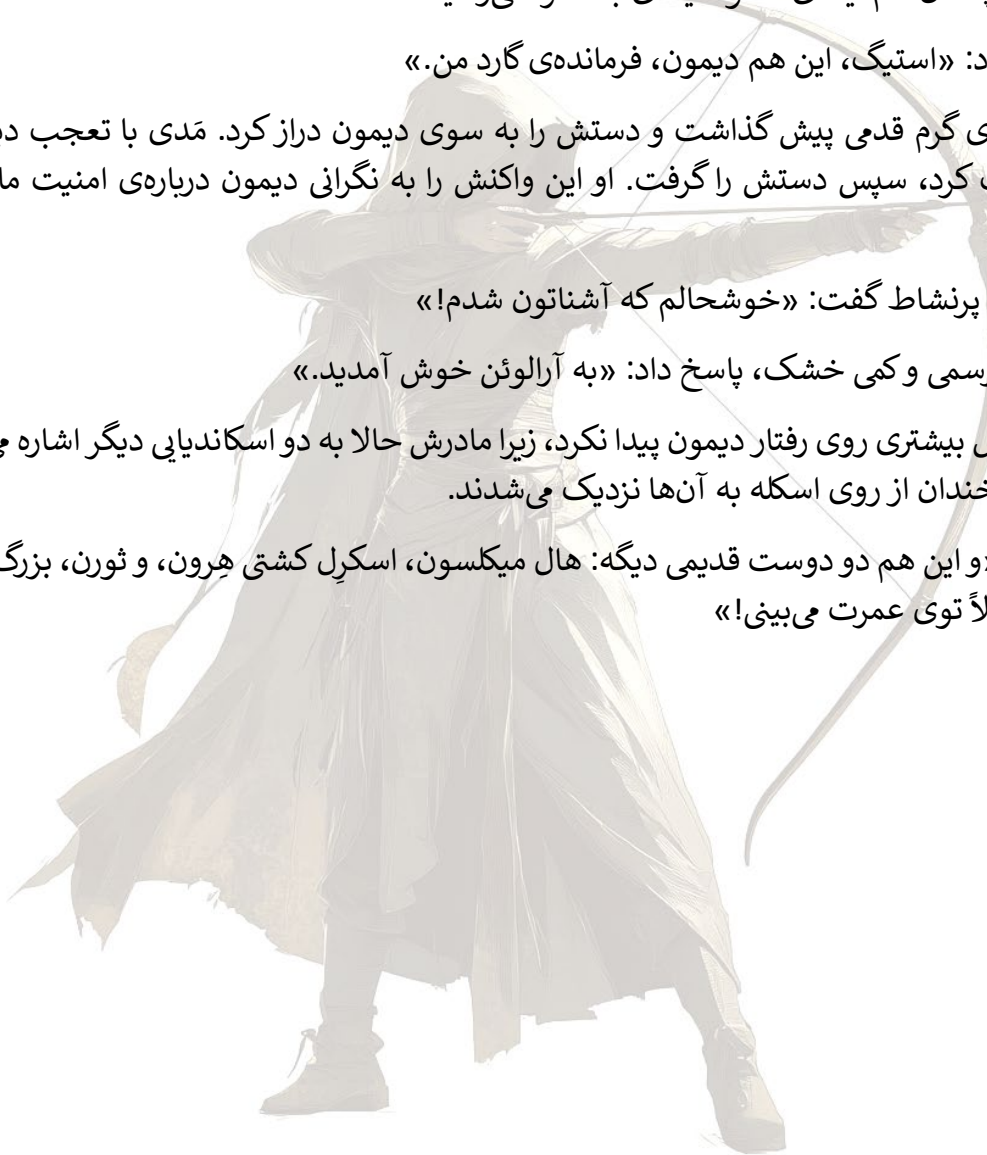 د: «استیگ، این هم دیمون، فرمانده‌ی گارد من.»
ی گرم قدمی پیش گذاشت و دستش را به سوی دیمون دراز کرد. مَدی با تعجب
کرد، سپس دستش را گرفت. او این واکنش را به نگرانی دیمون درباره‌ی امنیت
پرنشاط گفت: «خوشحالم که آشناتون شدم!»
رسمی و کمی خشک، پاسخ داد: «به آرالوئن خوش آمدید.»
بیشتری روی رفتار دیمون پیدا نکرد، زیرا مادرش حالا به دو اسکاندیایی دیگر اشاره
خندان از روی اسکله به آن‌ها نزدیک می‌شدند.
و این هم دو دوست قدیمی دیگه: هال میکلسون، اسکرِل کشتی هِرون، و ثورن، بزرگ
توی عمرت می‌بینی!»